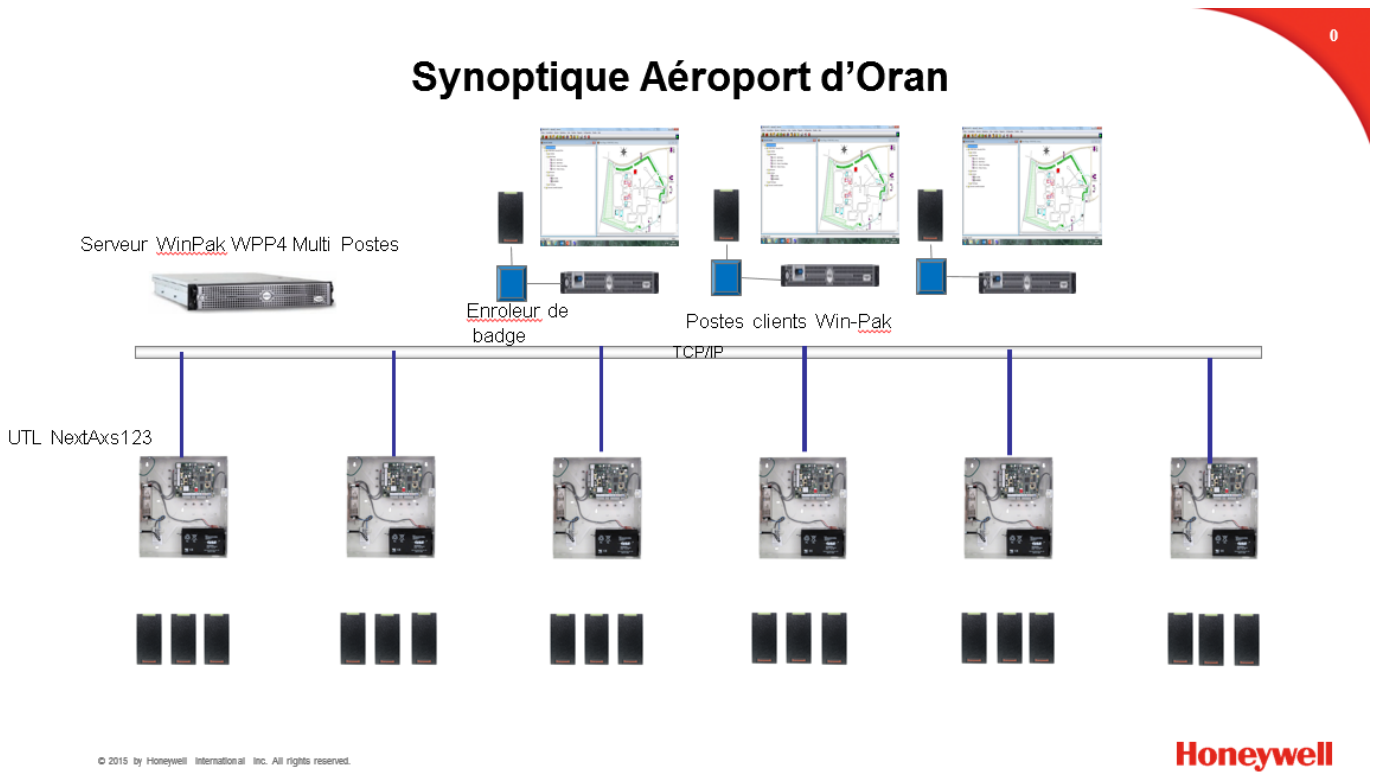 0
Synoptique Aéroport d’Oran
Serveur WinPak WPP4 Multi Postes
Enroleur de
badge
Postes clients Win-Pak
TCP/IP
UTL NextAxs123
© 2015 by Honeywell International Inc. All rights reserved.
Honeywell